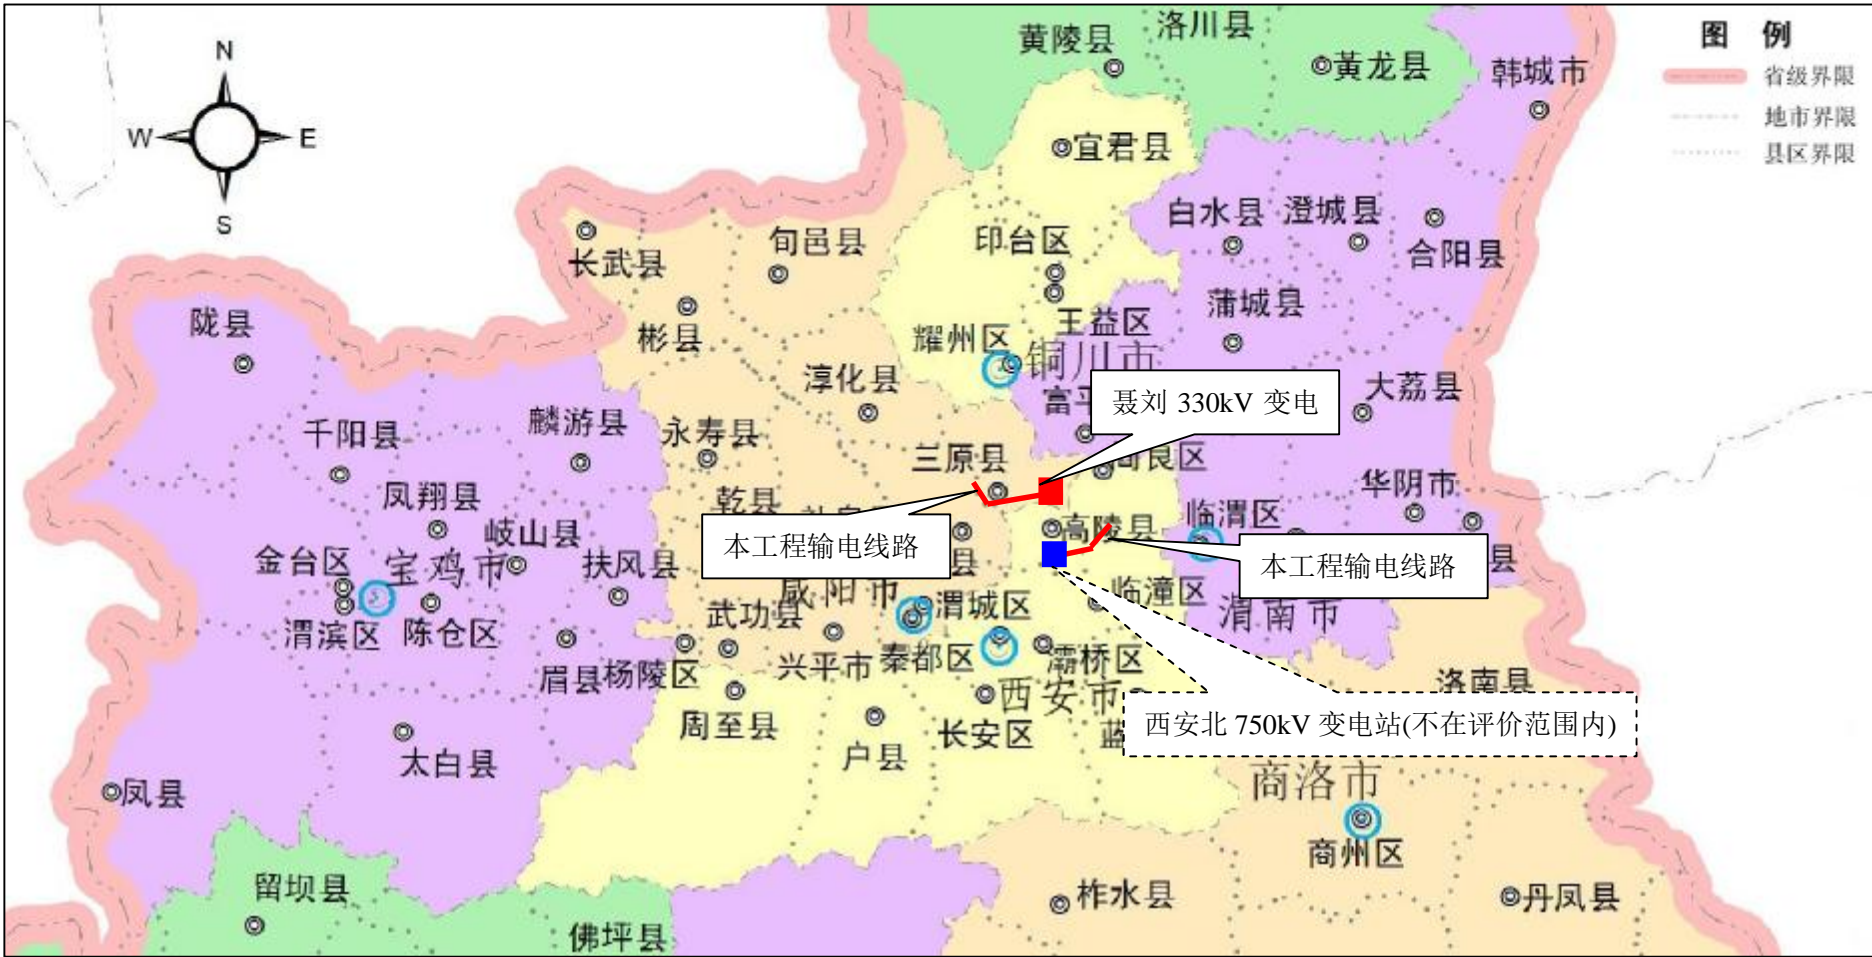 洛川县
黄陵县
黄龙县
韩城市
图 例
省级界限
地市界限
县区界限
N
W
E
S
宜君县
白水县
澄城县
合阳县
印台区
旬邑县
长武县
彬县
陇县
王益区
蒲城县
耀州区
铜川市
淳化县
富平
大荔县
聂刘 330kV 变电
千阳县
麟游县
永寿县
三原县
阎良区
华阴市
凤翔县
乾县
临渭区
高陵县
岐山县
本工程输电线路
本工程输电线路
金台区
宝鸡市
扶风县
县
县
咸阳市
渭城区
临潼区
渭南市
渭滨区
陈仓区
武功县
眉县
杨陵区
兴平市
秦都区
灞桥区
西安市
洛南县
周至县
户县
长安区
蓝
西安北 750kV 变电站(不在评价范围内)
太白县
凤县
商洛市
商州区
留坝县
佛坪县
柞水县
丹凤县